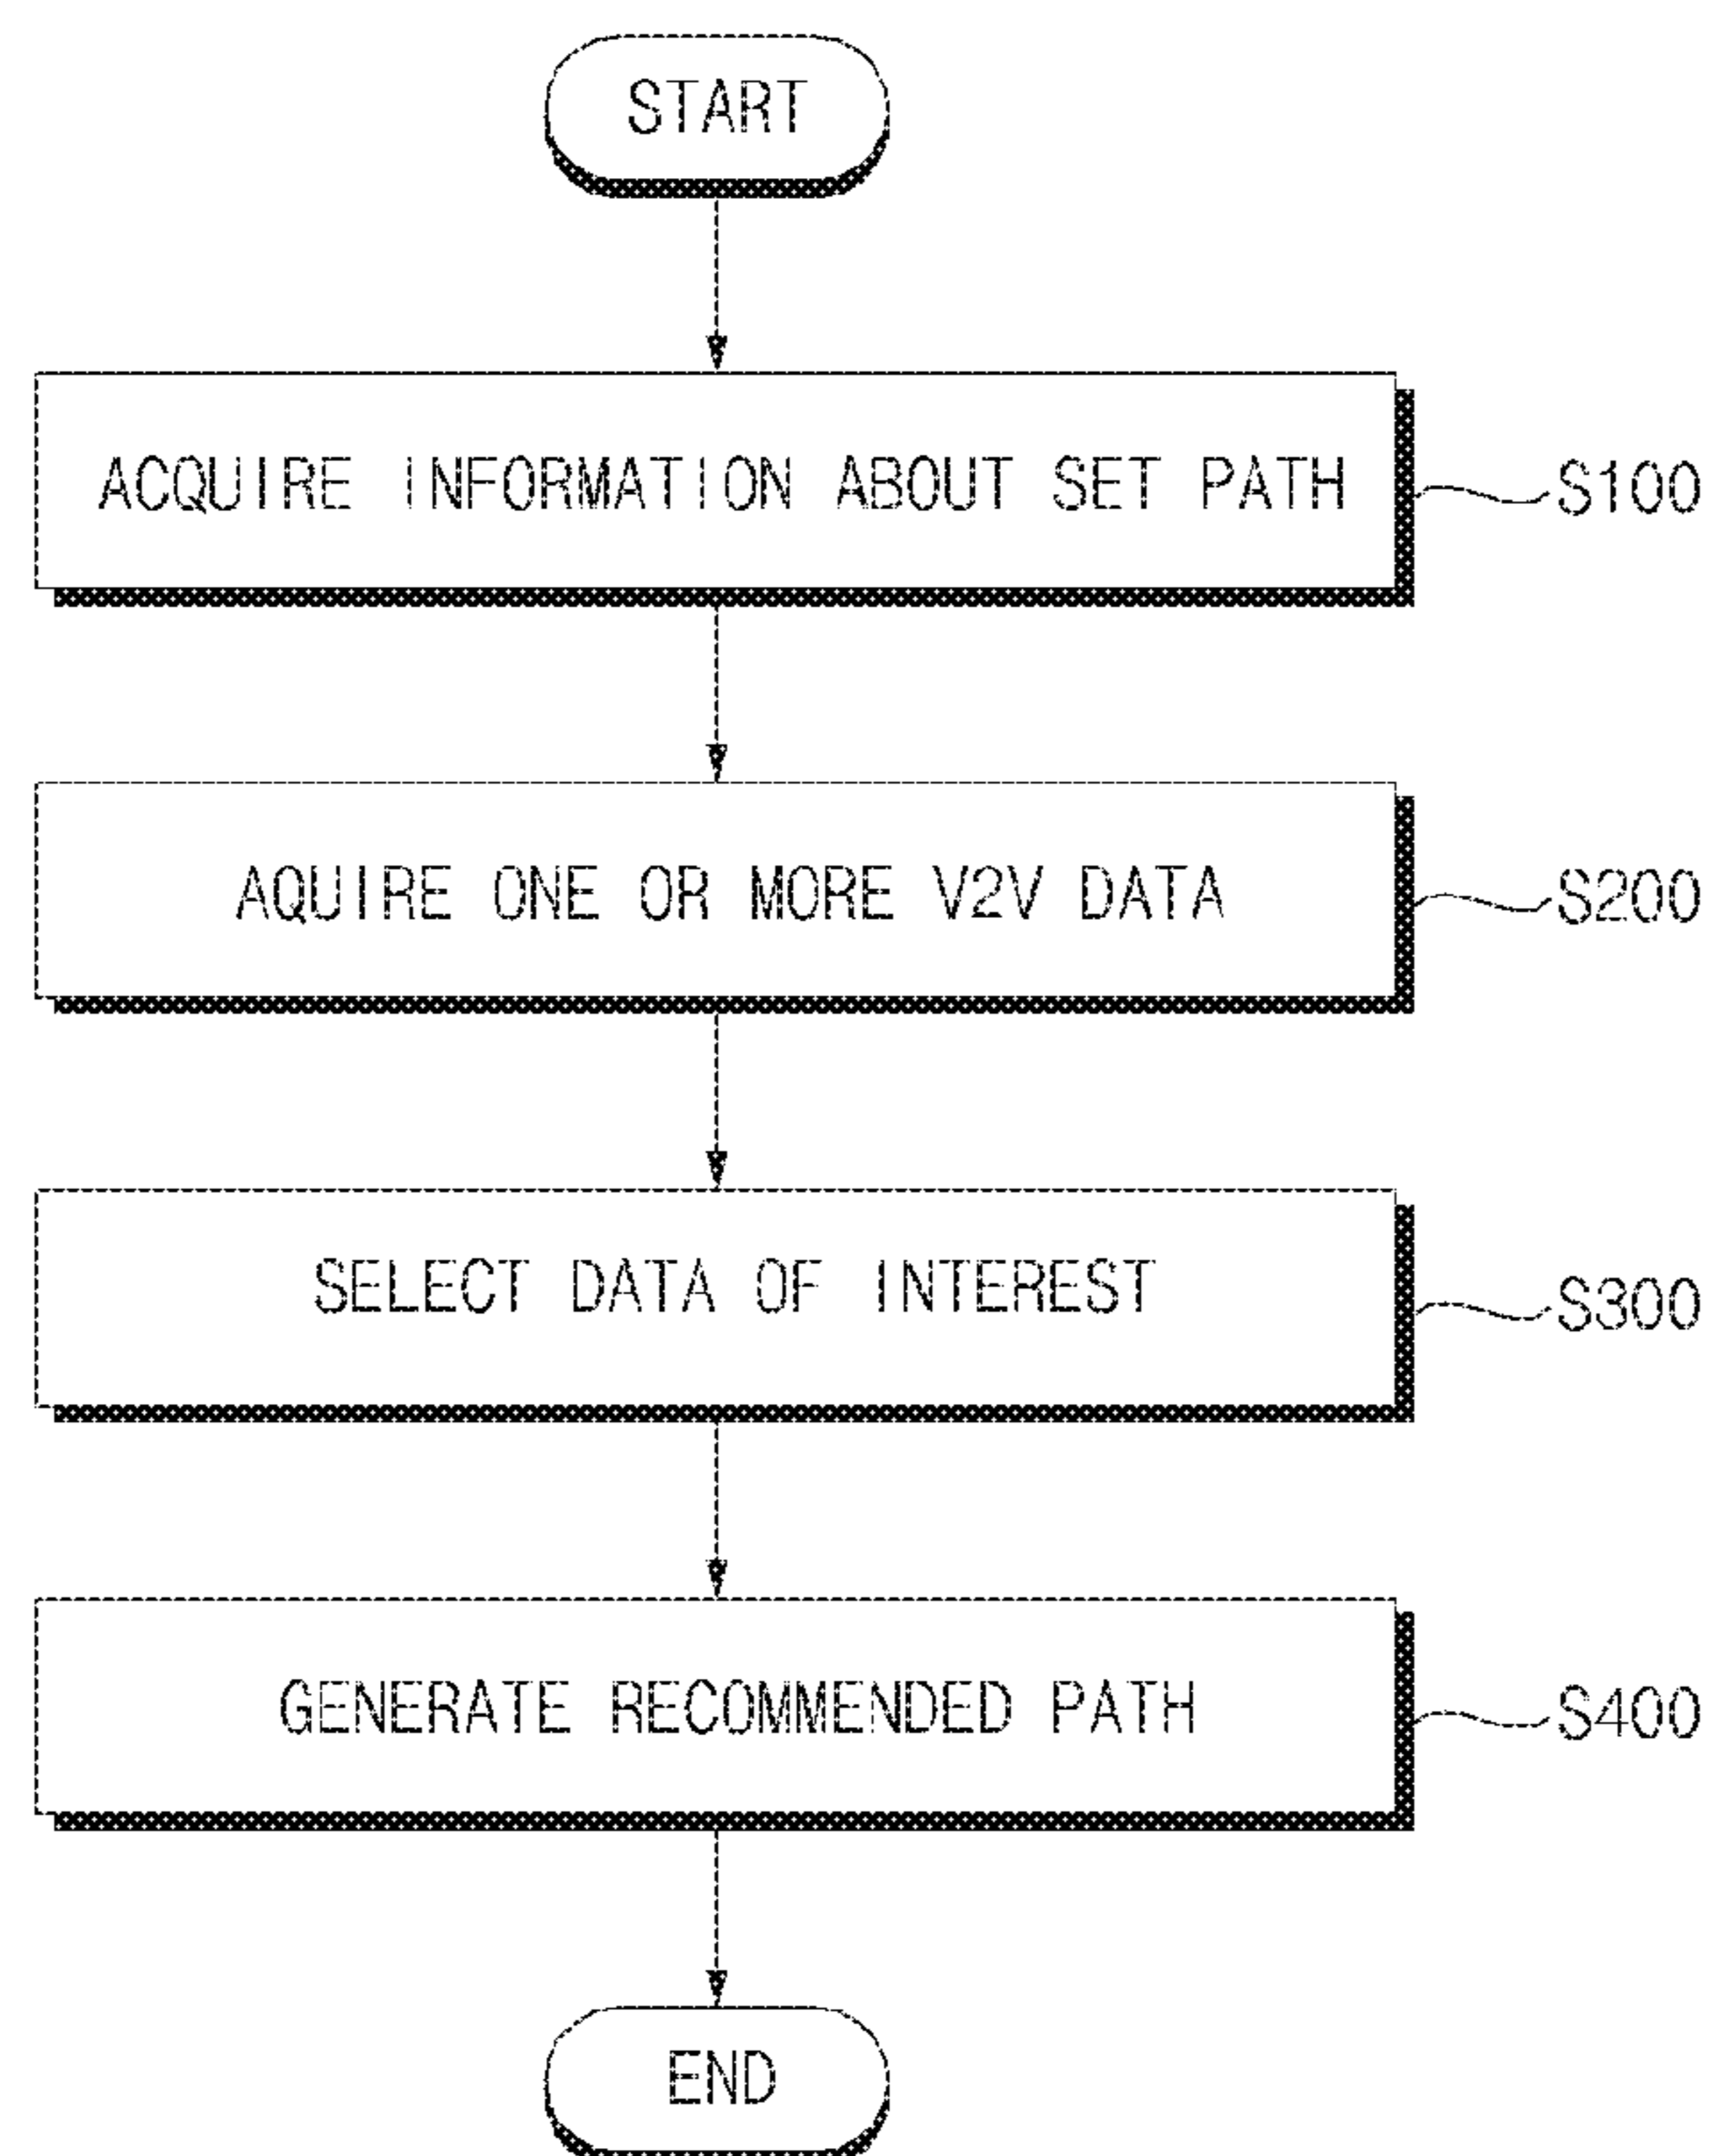 START
ACQUIRE INFORMATION ABOUT SET PATH
S100
AQUIRE ONE OR MORE V2V DATA
S200
SELECT DATA OF INTEREST
S300
GENERATE RECOMMENDED PATH
S400
END